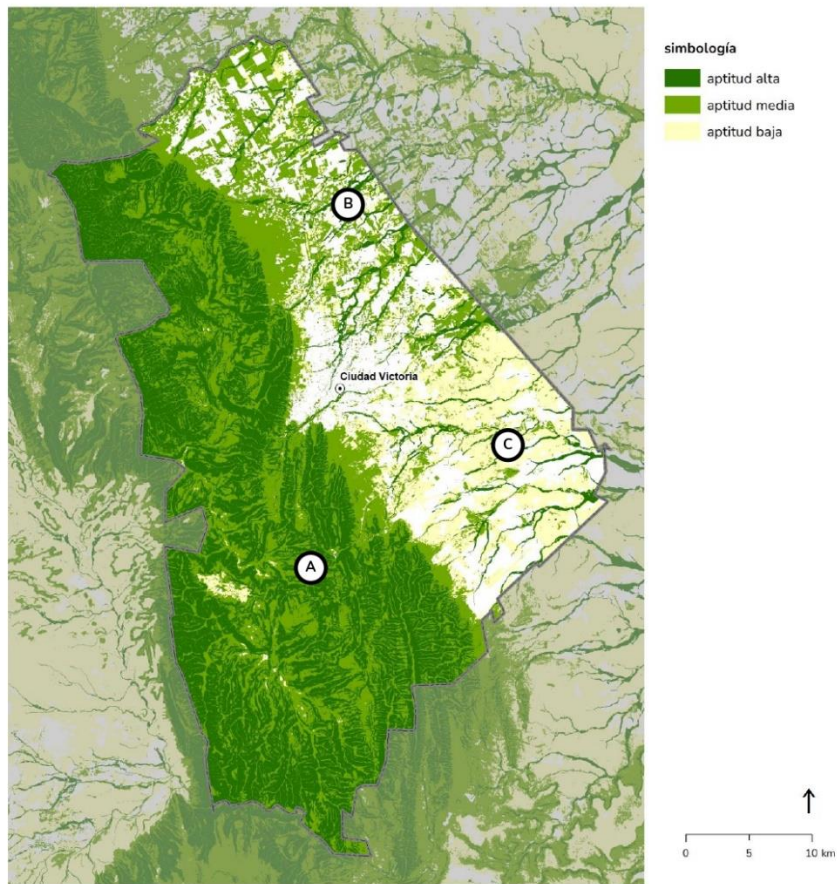 simbología
aptitud alta
aptitud media
aptitud baja
B
Ciudad Victoria
C
A
0 5 10 km